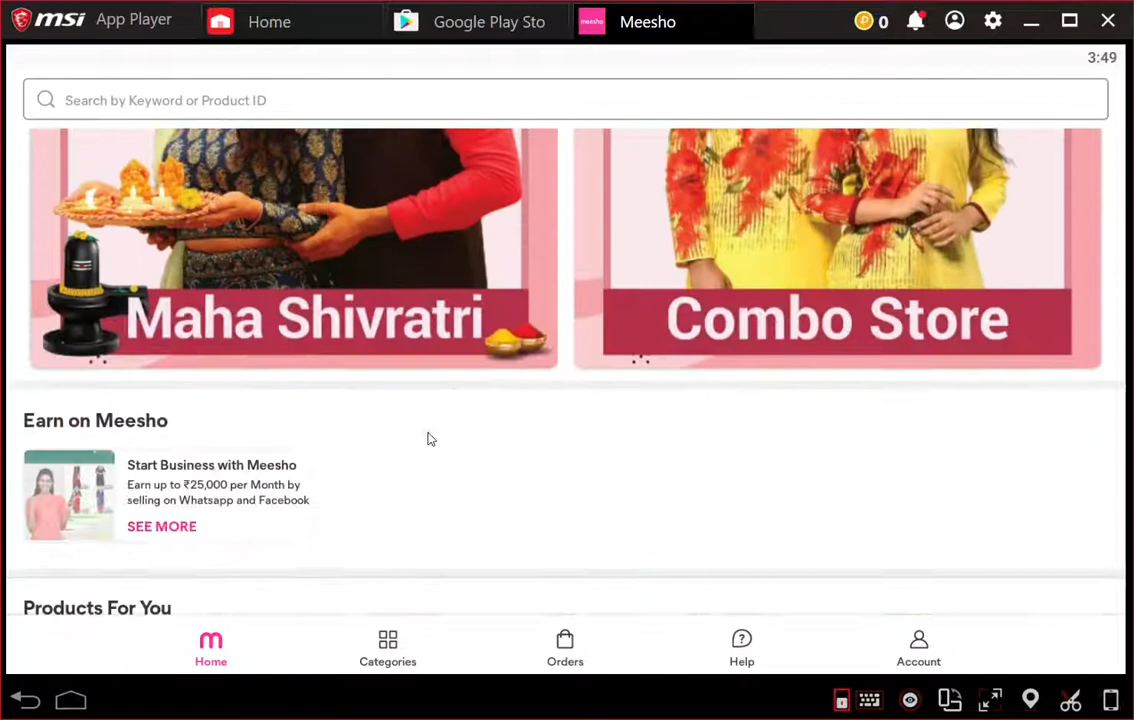 msi App Player
Home
Google Play Sto
meesho
Meesho
P 0
3:49
Search by Keyword or Product ID
Maha Shivratri
Combo Store
Earn on Meesho
Start Business with Meesho
Earn up to ₹25,000 per Month by
selling on Whatsapp and Facebook
SEE MORE
Products For You
Home
Categories
Orders
Help
Account